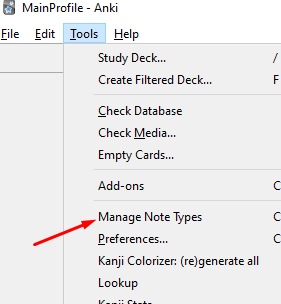 MainProfile - Anki
File Edit Tools Help
Study Deck... /
Create Filtered Deck... F
Check Database
Check Media...
Empty Cards...
Add-ons C
Manage Note Types C
Preferences... C
Kanji Colorizer: (re)generate all
Lookup